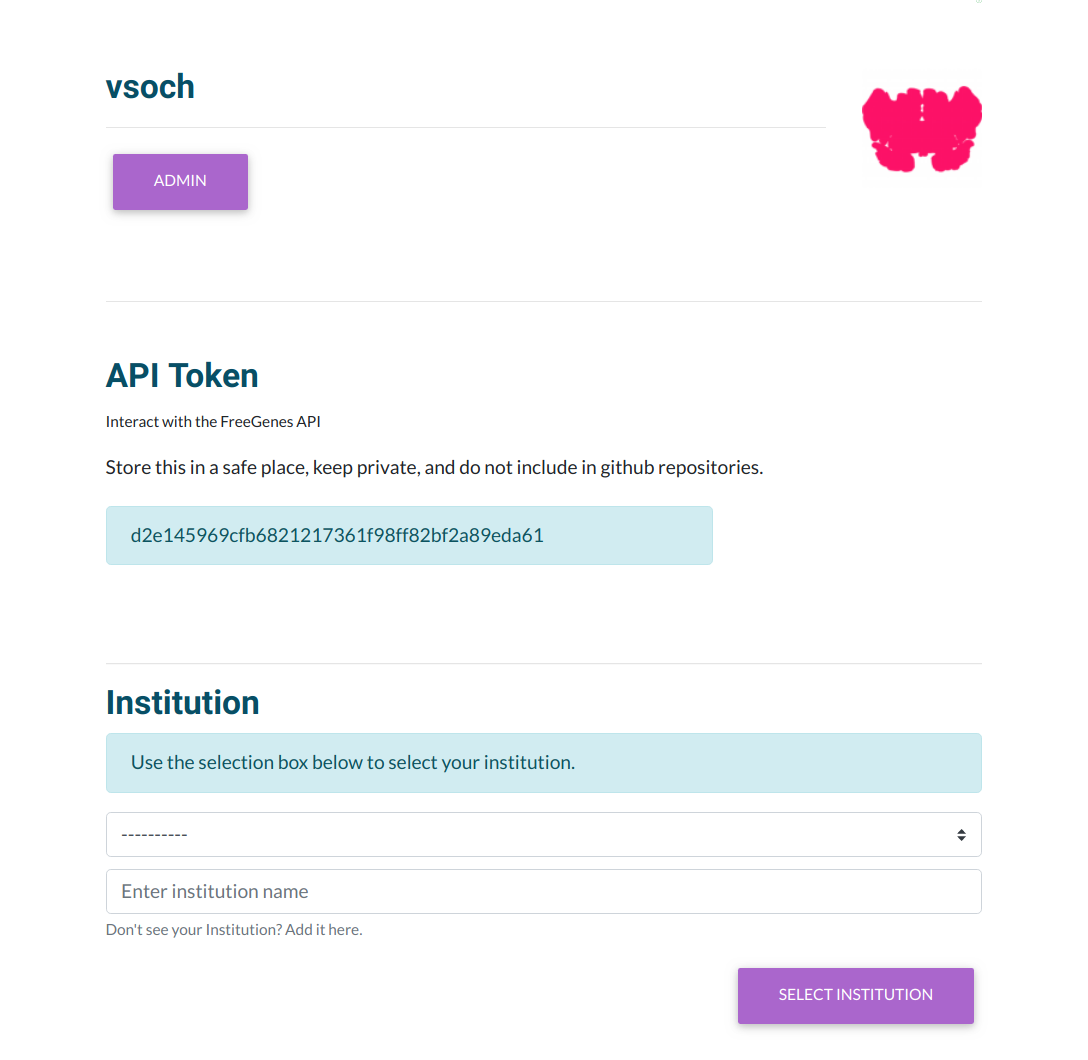 vsoch
ADMIN
API Token
Interact with the FreeGenes API
Store this in a safe place, keep private, and do not include in github repositories.
d2e145969cfb6821217361f98ff82bf2a89eda61
Institution
Use the selection box below to select your institution.
----------
Enter institution name
Don't see your Institution? Add it here.
SELECT INSTITUTION